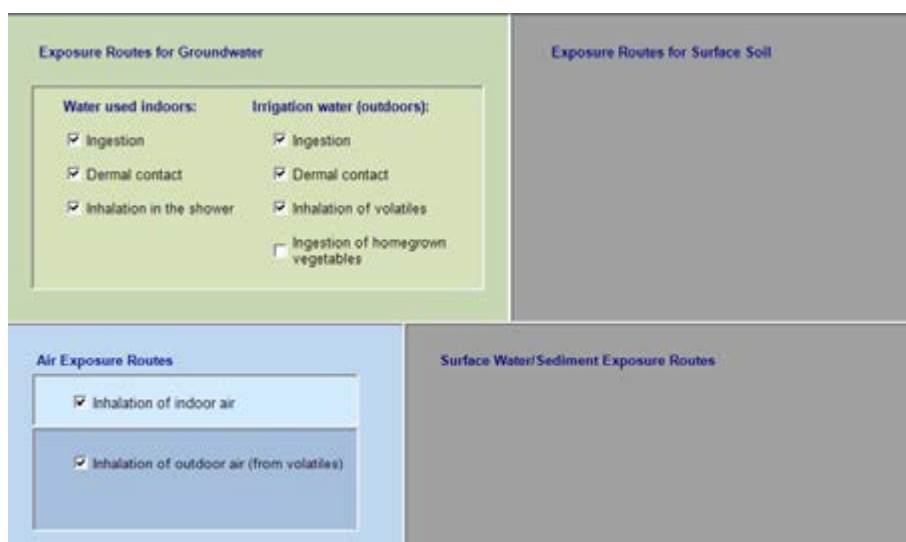 Exposure Routes for Groundwater
Exposure Routes for Surface Soil
Water used indoors:
Irrigation water (outdoors):
Ingestion
Ingestion
Dermal contact
Dermal contact
Inhalation in the shower
Inhalation of volatiles
Ingestion of homegrown
vegetables
Air Exposure Routes
Surface Water/Sediment Exposure Routes
Inhalation of indoor air
Inhalation of outdoor air (from volatiles)